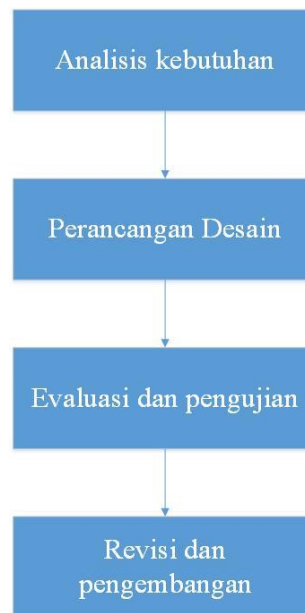 Analisis kebutuhan
Perancangan Desain
Evaluasi dan pengujian
Revisi dan
pengembangan